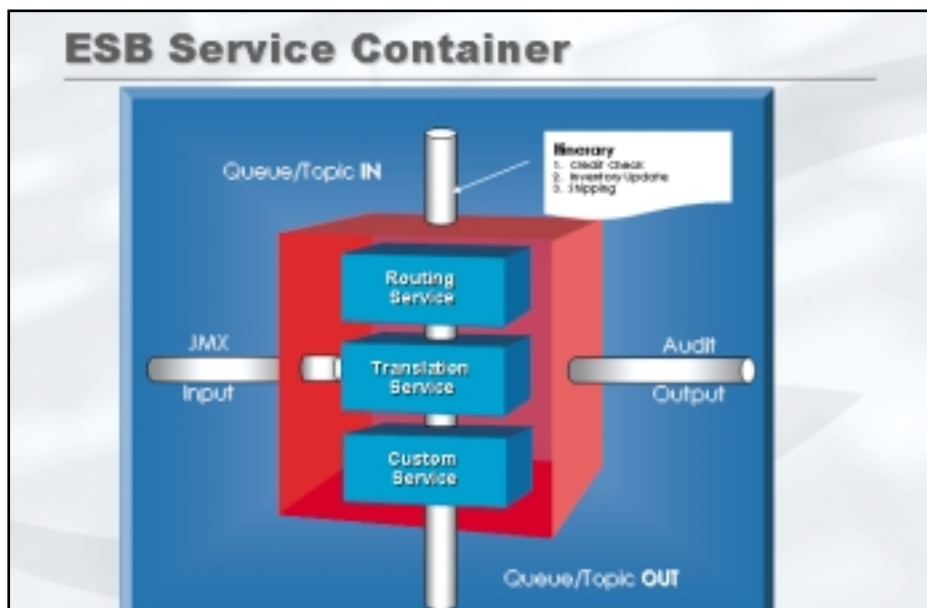 ESB Service Container
Queue/Topic IN
Itinerary
1. Credit Check
2. Inventory Update
3. Shipping
Routing
Service
JMX
Input
Translation
Service
Audit
Output
Custom
Service
Queue/Topic OUT